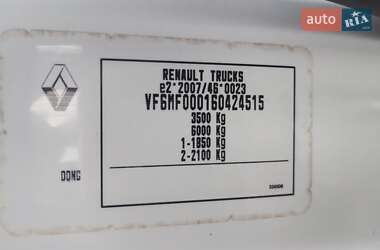 auto RIA.com
RENAULT TRUCKS
e2*2007/46*0023
VF6MF000160424515
3500 Kg
6000 Kg
1-1850 Kg
2-2100 Kg
DONG